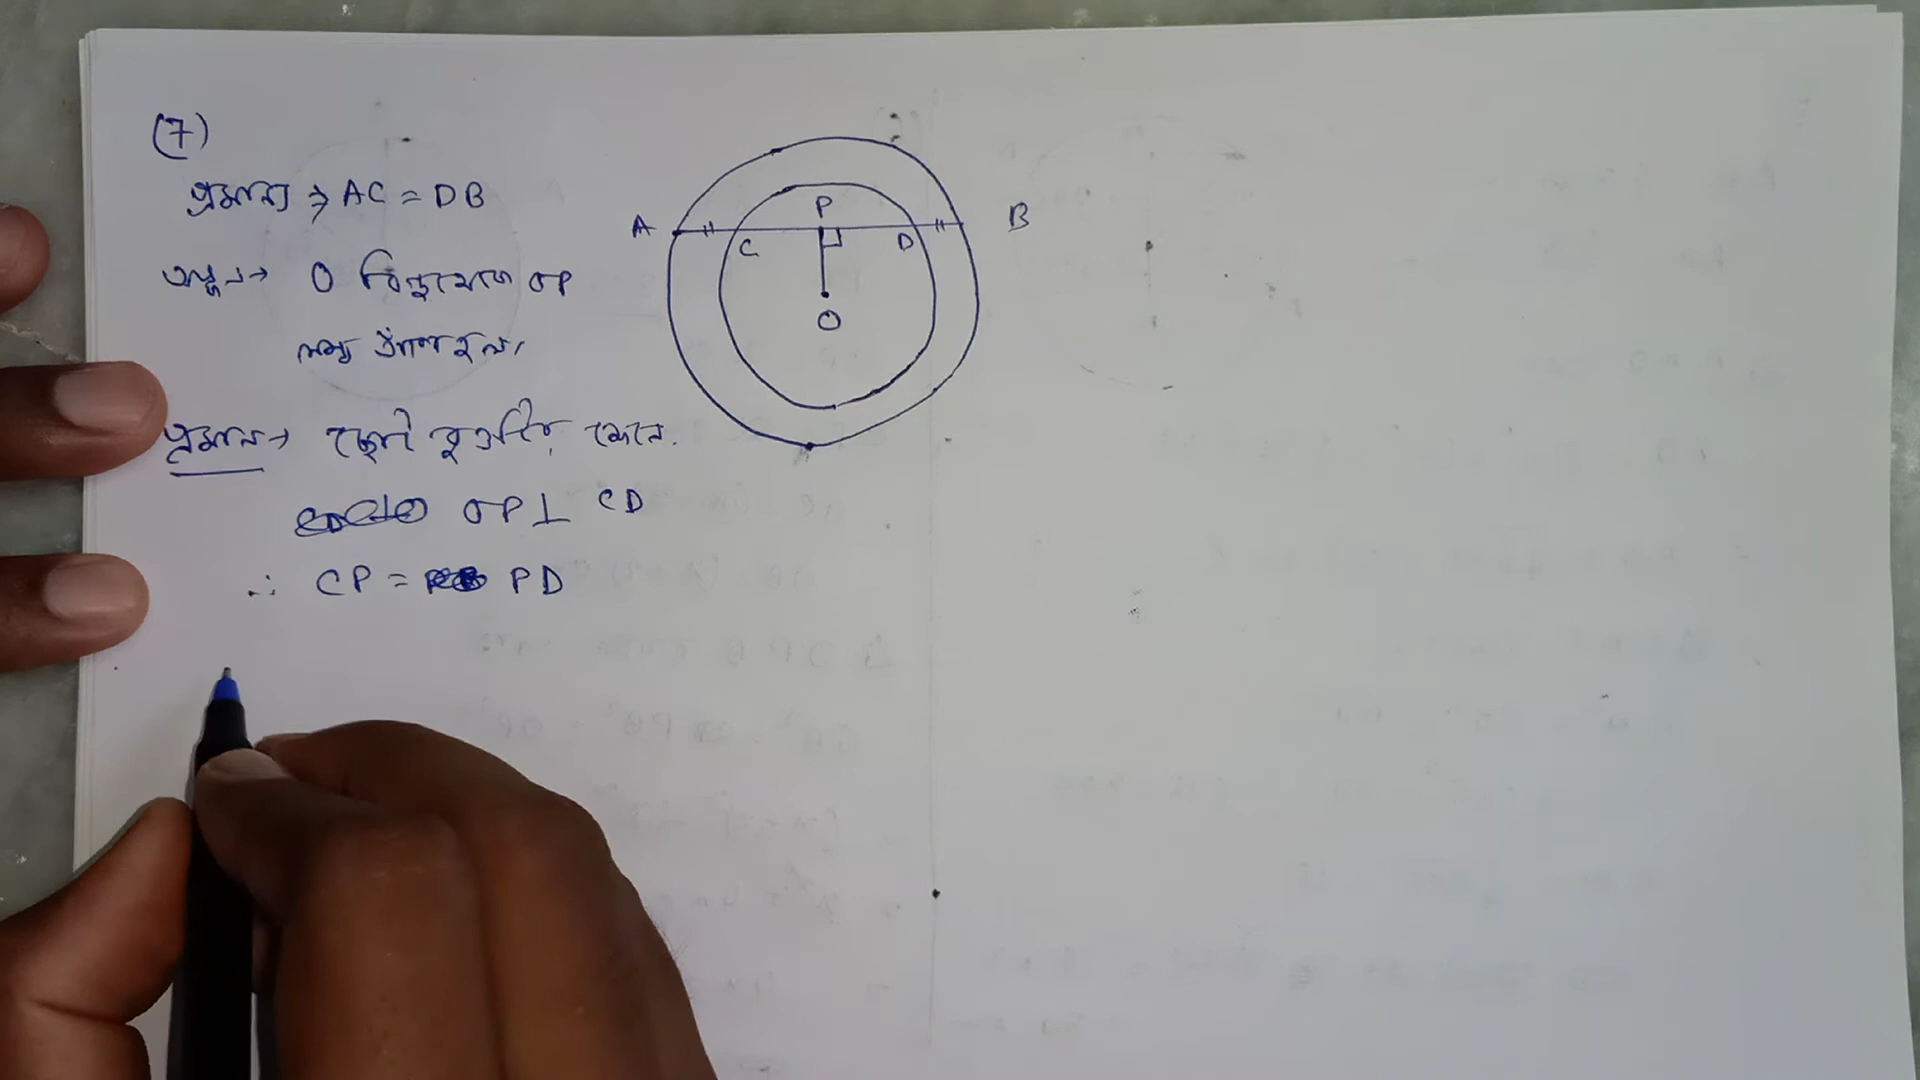 (7)
প্রমান্য → AC = DB
অঙ্কন → O বিন্দু থেকে OP
লম্ব টানা হল।
প্রমান → ছোট বৃত্তটির ক্ষেত্রে.
OP ⊥ CD
∴ CP = PD
P
A
B
C
D
O